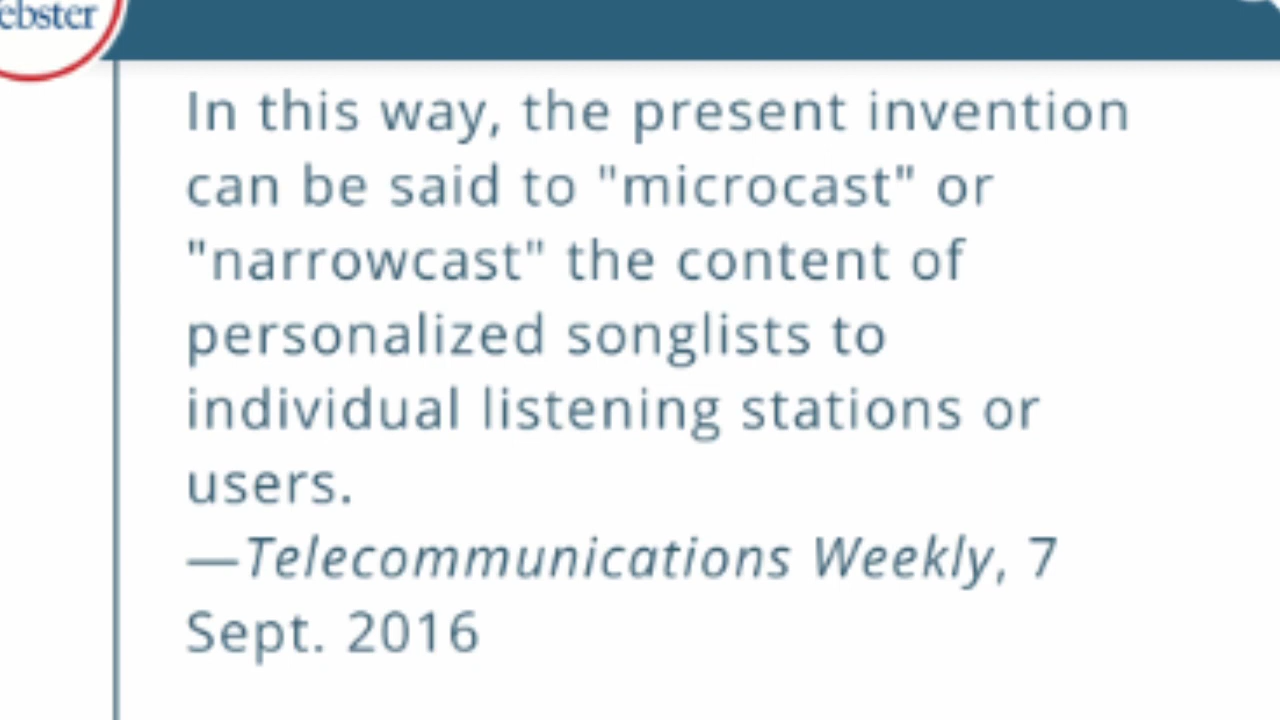 ebster
In this way, the present invention
can be said to "microcast" or
"narrowcast" the content of
personalized songlists to
individual listening stations or
users.
—Telecommunications Weekly, 7
Sept. 2016